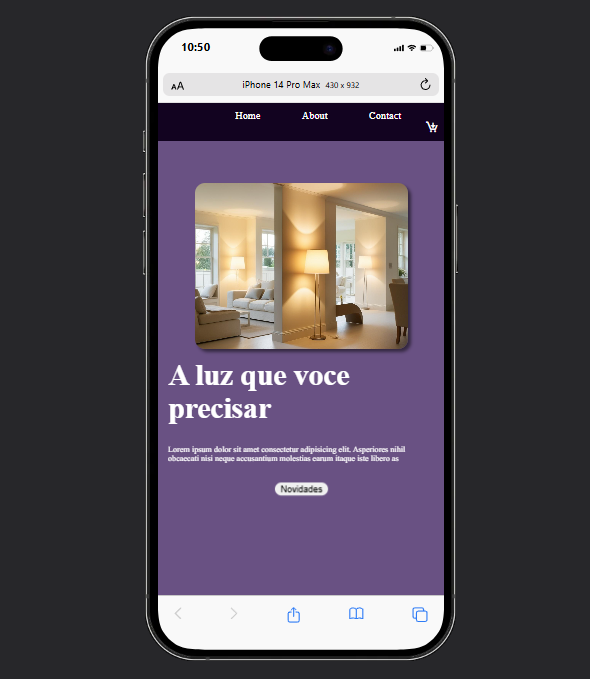 10:50
AA iPhone 14 Pro Max 430 x 932
Home About Contact
A luz que voce
precisar
Lorem ipsum dolor sit amet consectetur adipisicing elit. Asperiores nihil
obcaecati nisi neque accusantium molestias earum itaque iste libero as
Novidades